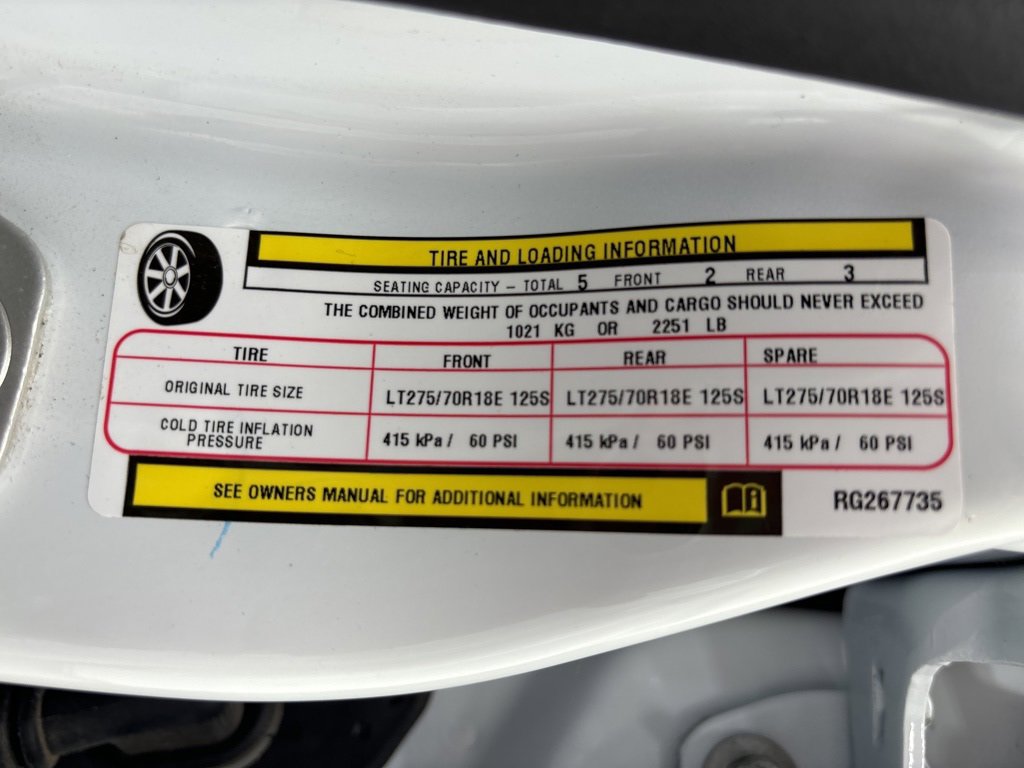 TIRE AND LOADING INFORMATION
SEATING CAPACITY – TOTAL 5 FRONT 2 REAR 3
THE COMBINED WEIGHT OF OCCUPANTS AND CARGO SHOULD NEVER EXCEED
1021 KG OR 2251 LB
TIRE FRONT REAR SPARE
ORIGINAL TIRE SIZE LT275/70R18E 125S LT275/70R18E 125S LT275/70R18E 125S
COLD TIRE INFLATION
PRESSURE 415 kPa / 60 PSI 415 kPa / 60 PSI 415 kPa / 60 PSI
SEE OWNERS MANUAL FOR ADDITIONAL INFORMATION
RG267735